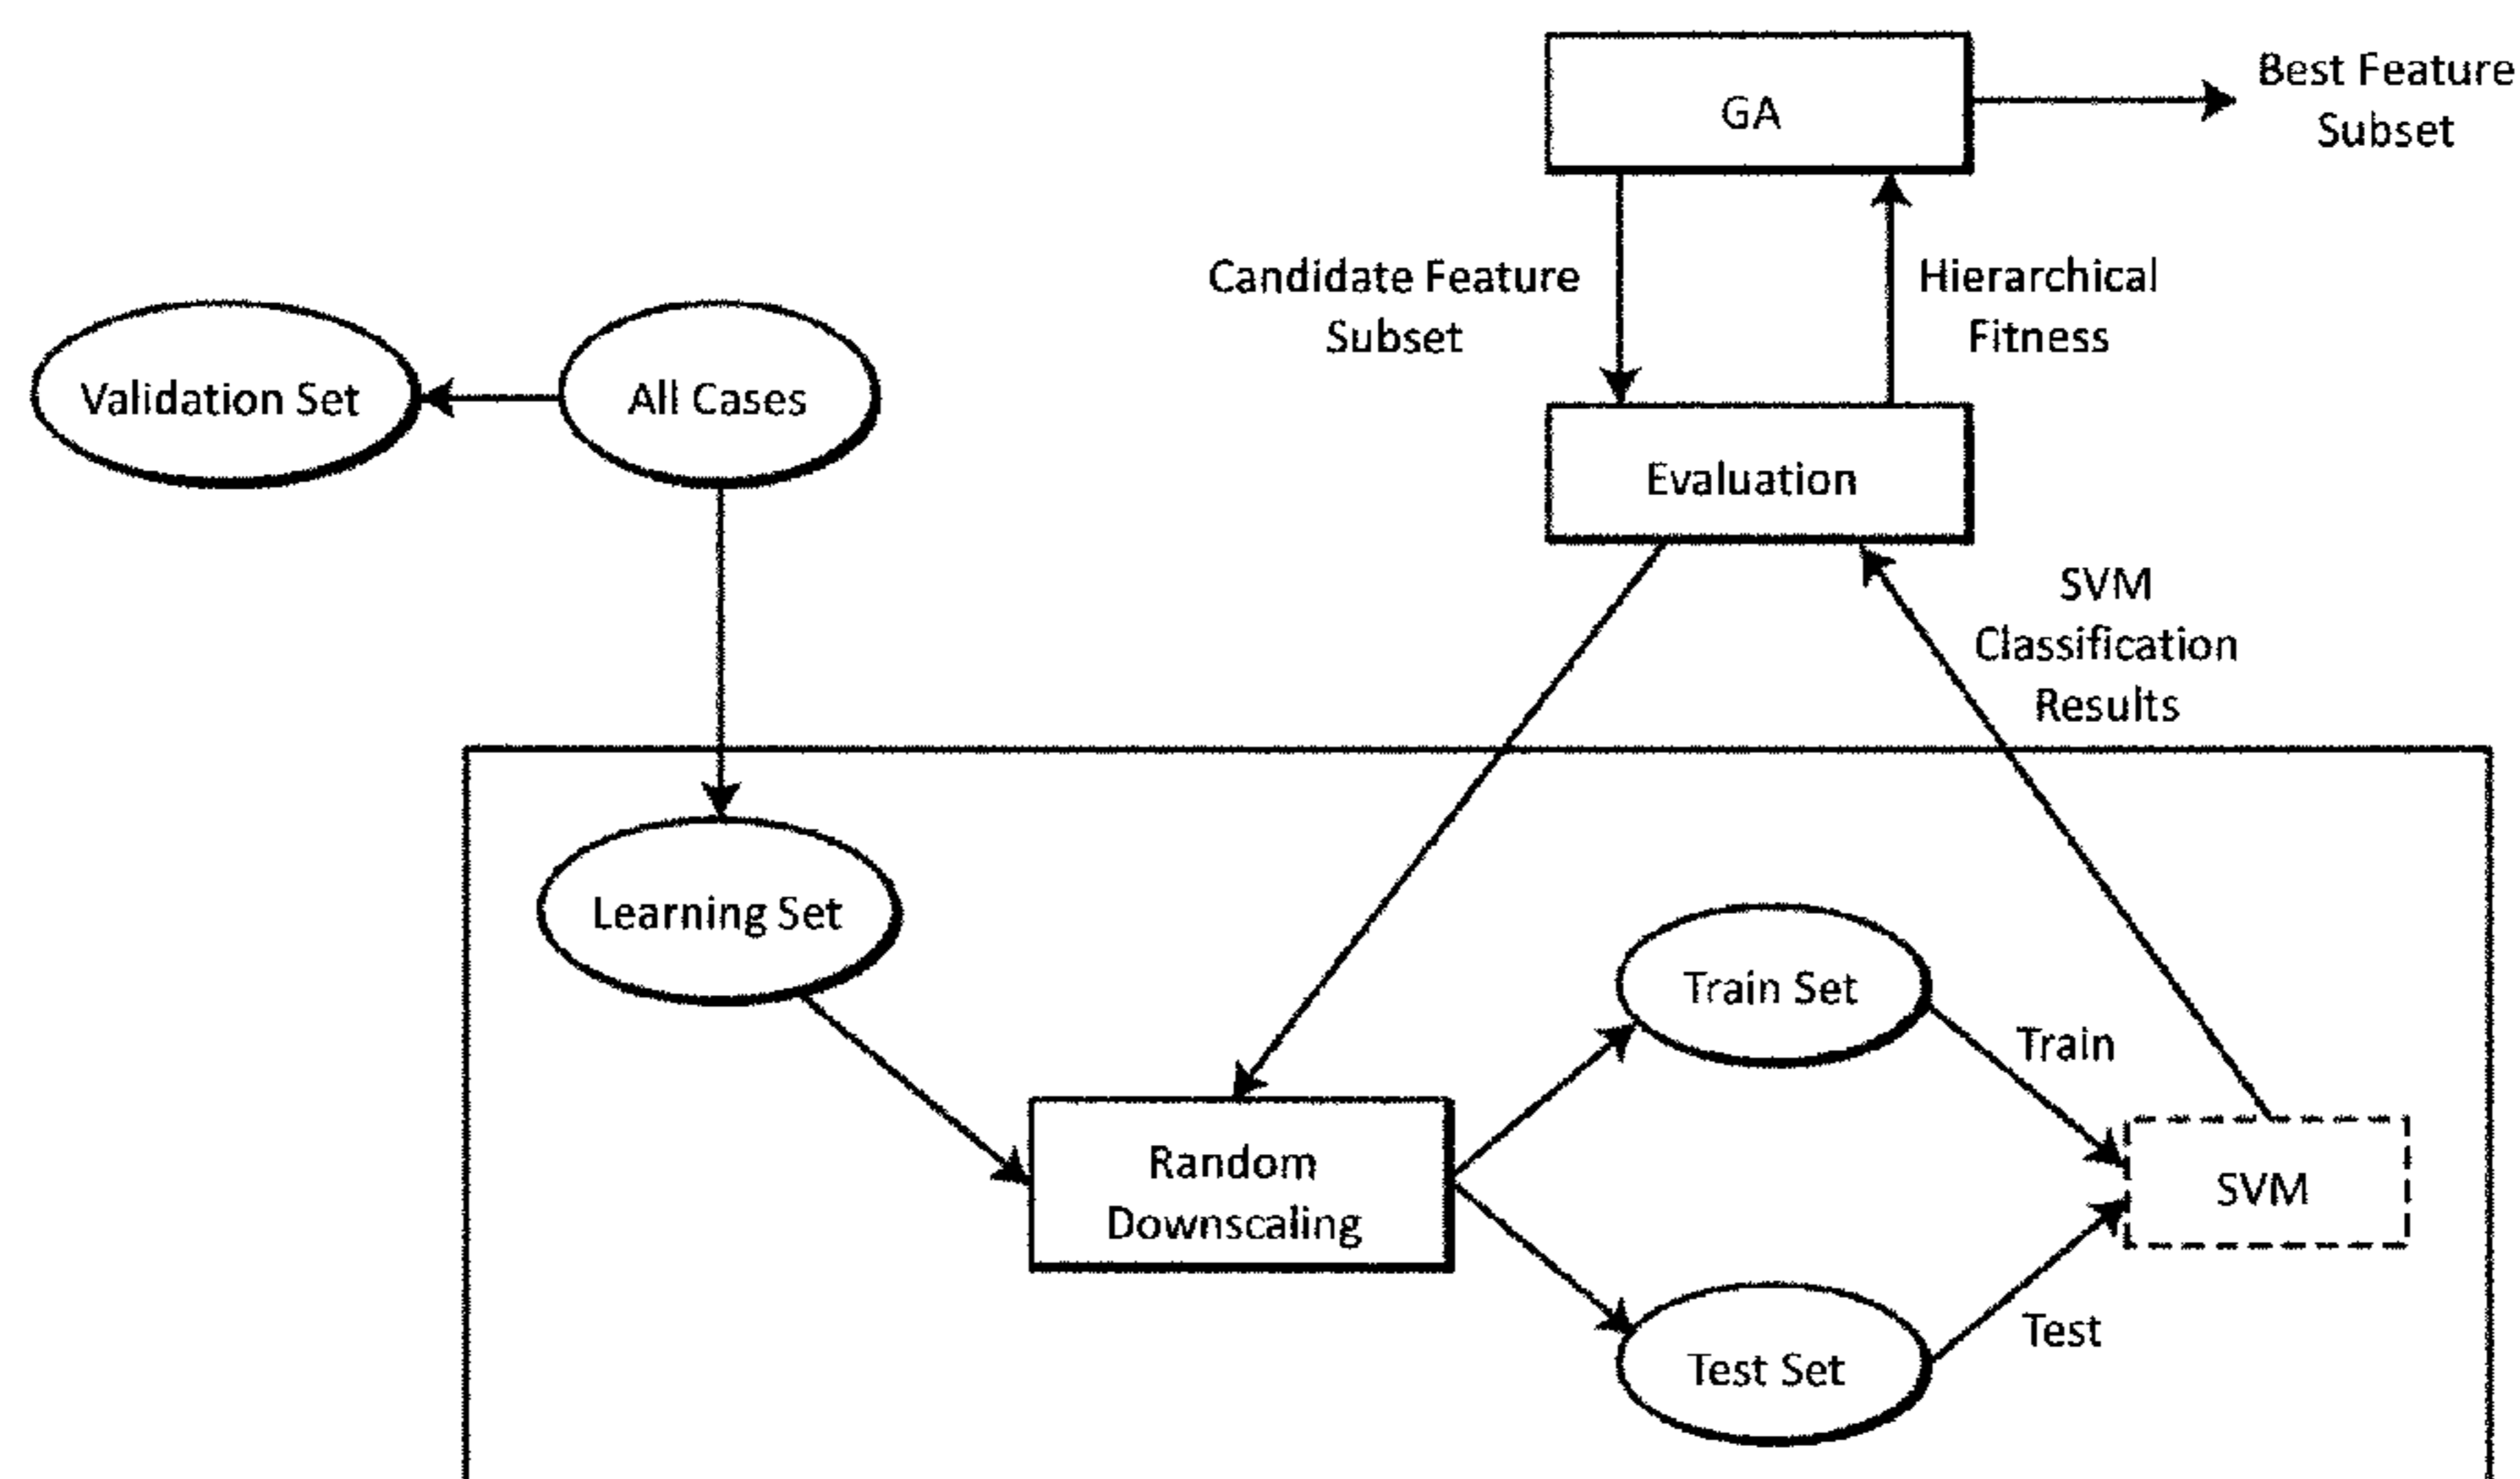 GA
Best Feature
Subset
Candidate Feature
Subset
Hierarchical
Fitness
Validation Set
All Cases
Evaluation
SVM
Classification
Results
Learning Set
Train Set
Train
Random
Downscaling
SVM
Test Set
Test